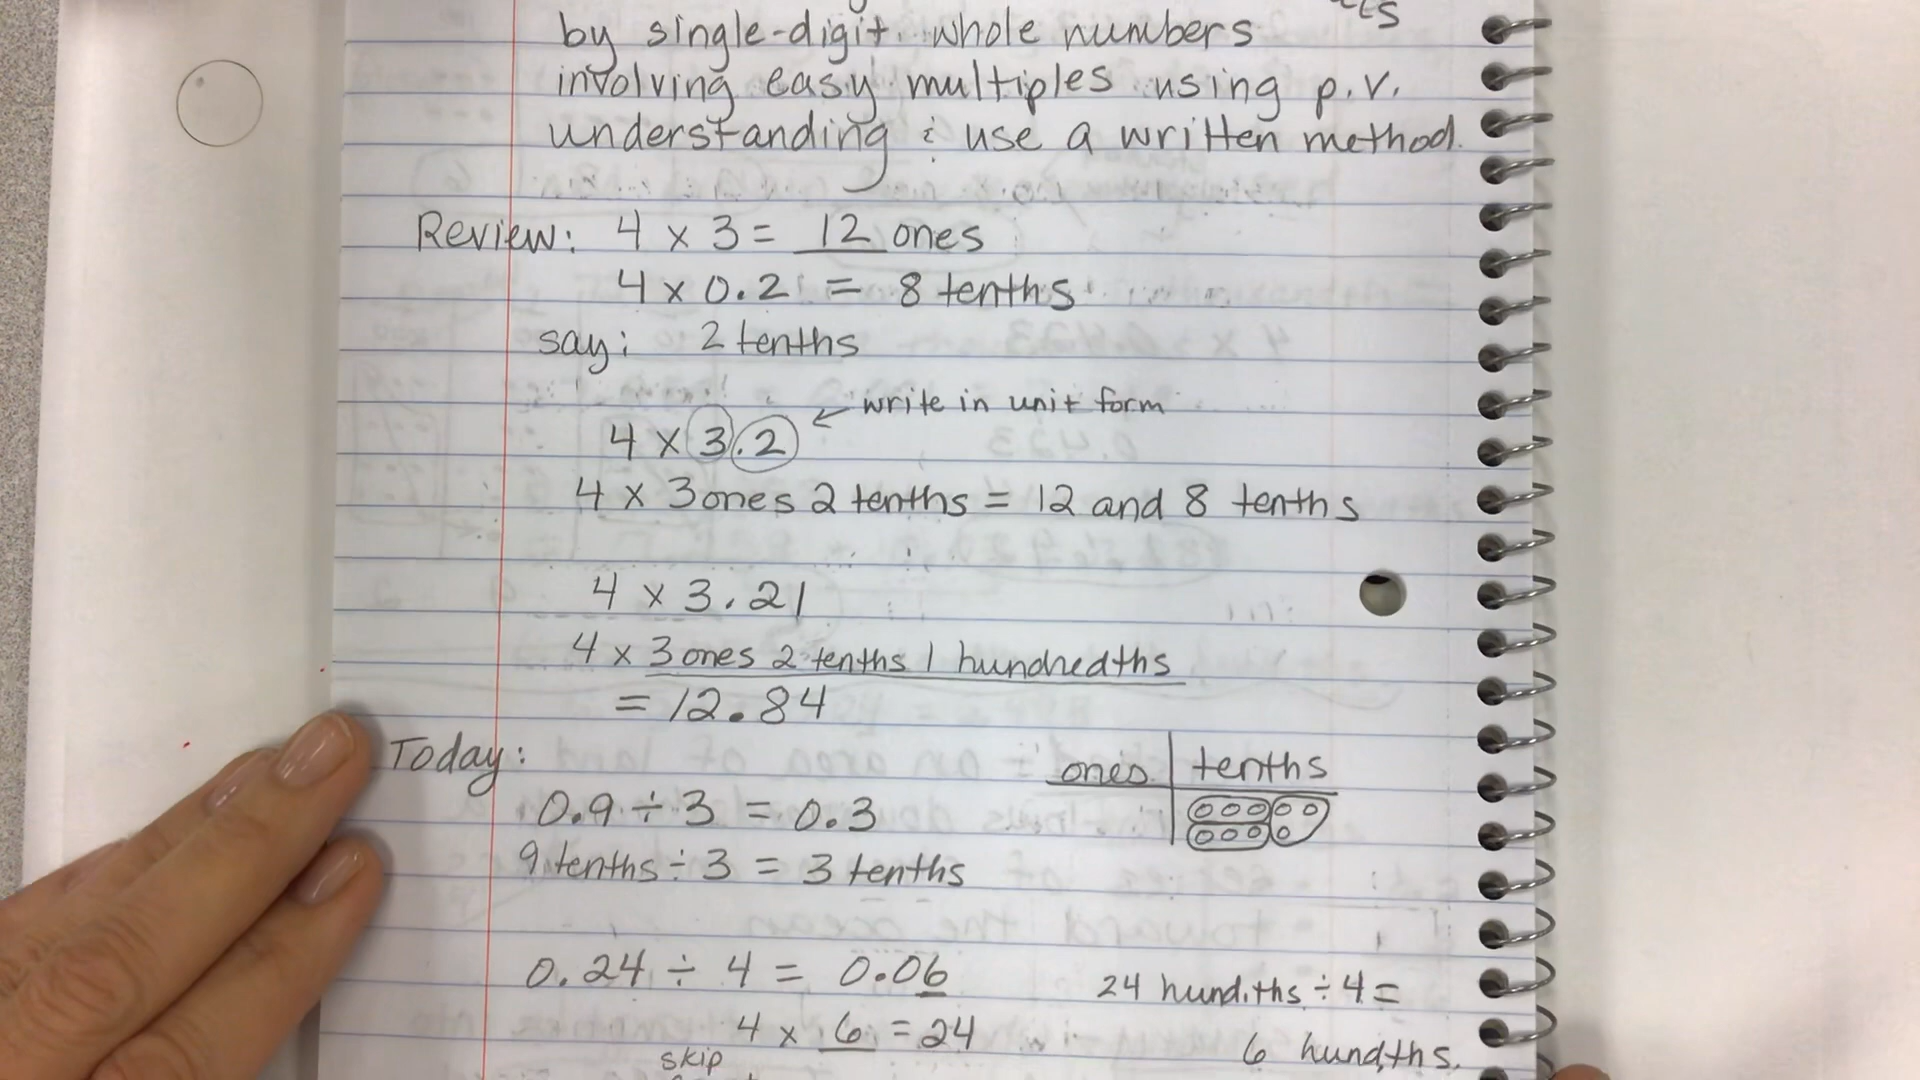 by single-digit whole numbers
involving easy multiples using p.v.
understanding & use a written method.
Review: 4 x 3 = 12 ones
4 x 0.2 = 8 tenths
say: 2 tenths
write in unit form
4 x 3.2
4 x 3 ones 2 tenths = 12 and 8 tenths
4 x 3.21
4 x 3 ones 2 tenths 1 hundredths
= 12.84
Today:
ones | tenths
0.9 ÷ 3 = 0.3
9 tenths ÷ 3 = 3 tenths
0.24 ÷ 4 = 0.06
24 hund.ths ÷ 4 =
4 x 6 = 24
6 hund.ths.
skip